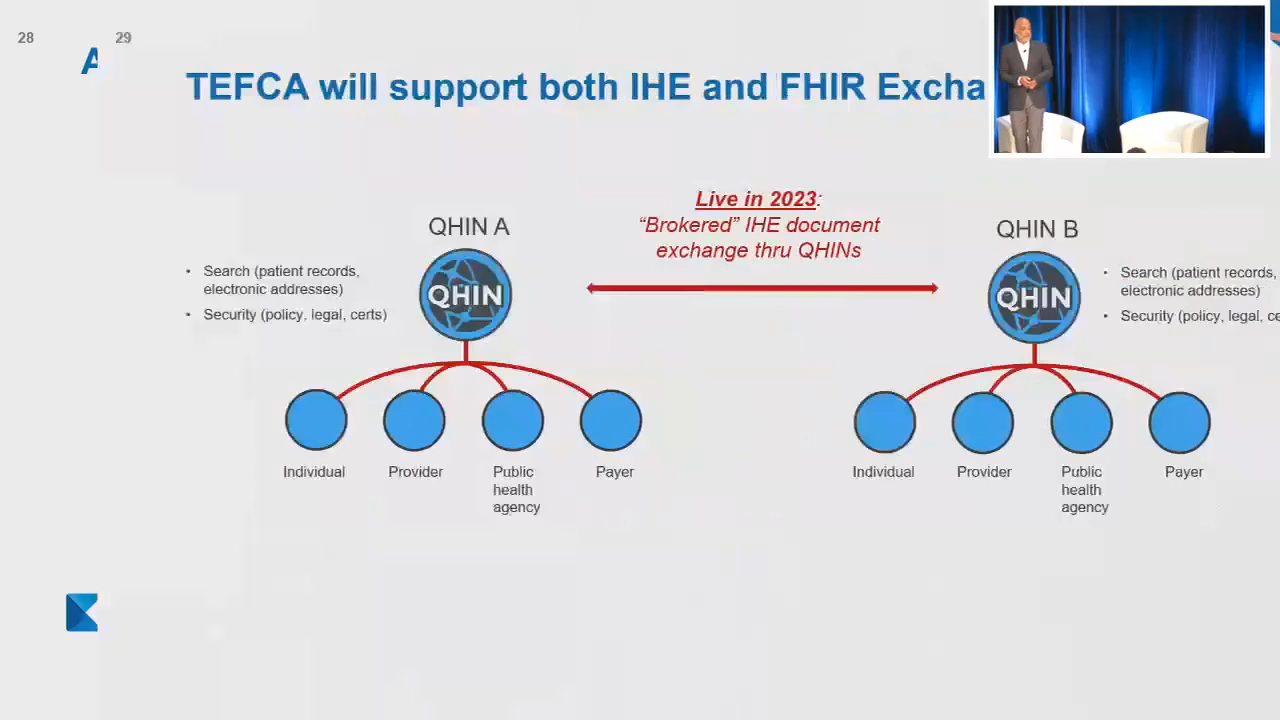 28
29
A
TEFCA will support both IHE and FHIR Excha
Live in 2023:
“Brokered” IHE document
exchange thru QHINs
QHIN A
QHIN
• Search (patient records,
electronic addresses)
• Security (policy, legal, certs)
Individual
Provider
Public
health
agency
Payer
QHIN B
QHIN
• Search (patient records,
electronic addresses)
• Security (policy, legal, ce
Individual
Provider
Public
health
agency
Payer